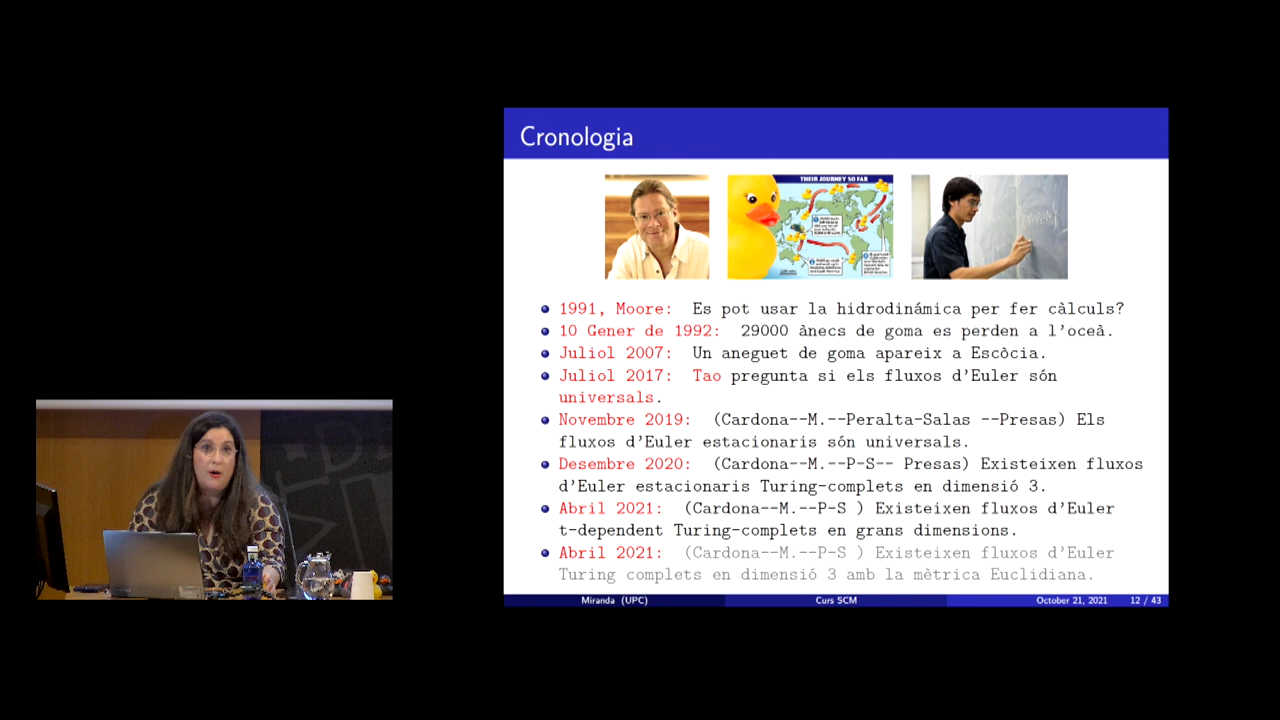 Cronologia
THEIR JOURNEY SO FAR
1991, Moore: Es pot usar la hidrodinámica per fer càlculs?
10 Gener de 1992: 29000 ànecs de goma es perden a l'oceà.
Juliol 2007: Un aneguet de goma apareix a Escòcia.
Juliol 2017: Tao pregunta si els fluxos d'Euler són
universals.
Novembre 2019: (Cardona--M.--Peralta-Salas --Presas) Els
fluxos d'Euler estacionaris són universals.
Desembre 2020: (Cardona--M.--P-S-- Presas) Existeixen fluxos
d'Euler estacionaris Turing-complets en dimensió 3.
Abril 2021: (Cardona--M.--P-S ) Existeixen fluxos d'Euler
t-dependent Turing-complets en grans dimensions.
Abril 2021: (Cardona--M.--P-S ) Existeixen fluxos d'Euler
Turing complets en dimensió 3 amb la mètrica Euclidiana.
Miranda (UPC) Curs SCM October 21, 2021 12 / 43